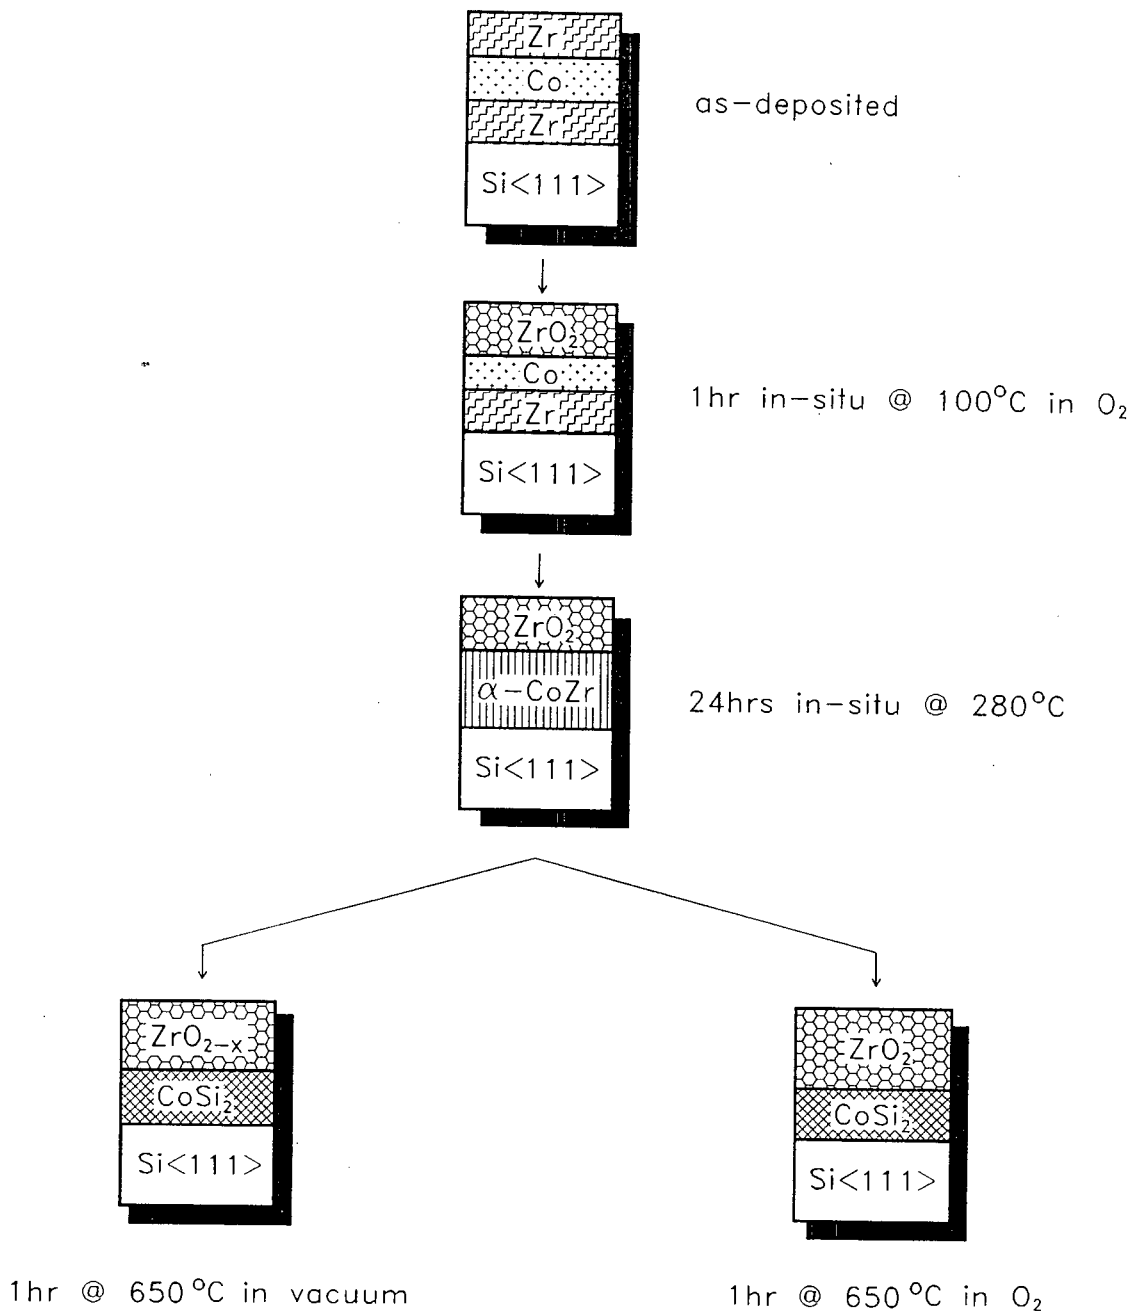 Zr
Co
Zr
Si<111>
as-deposited
ZrO₂
Co
Zr
Si<111>
1hr in-situ @ 100°C in O₂
ZrO₂
α-CoZr
Si<111>
24hrs in-situ @ 280°C
ZrO₂₋ₓ
CoSi₂
Si<111>
1hr @ 650°C in vacuum
ZrO₂
CoSi₂
Si<111>
1hr @ 650°C in O₂